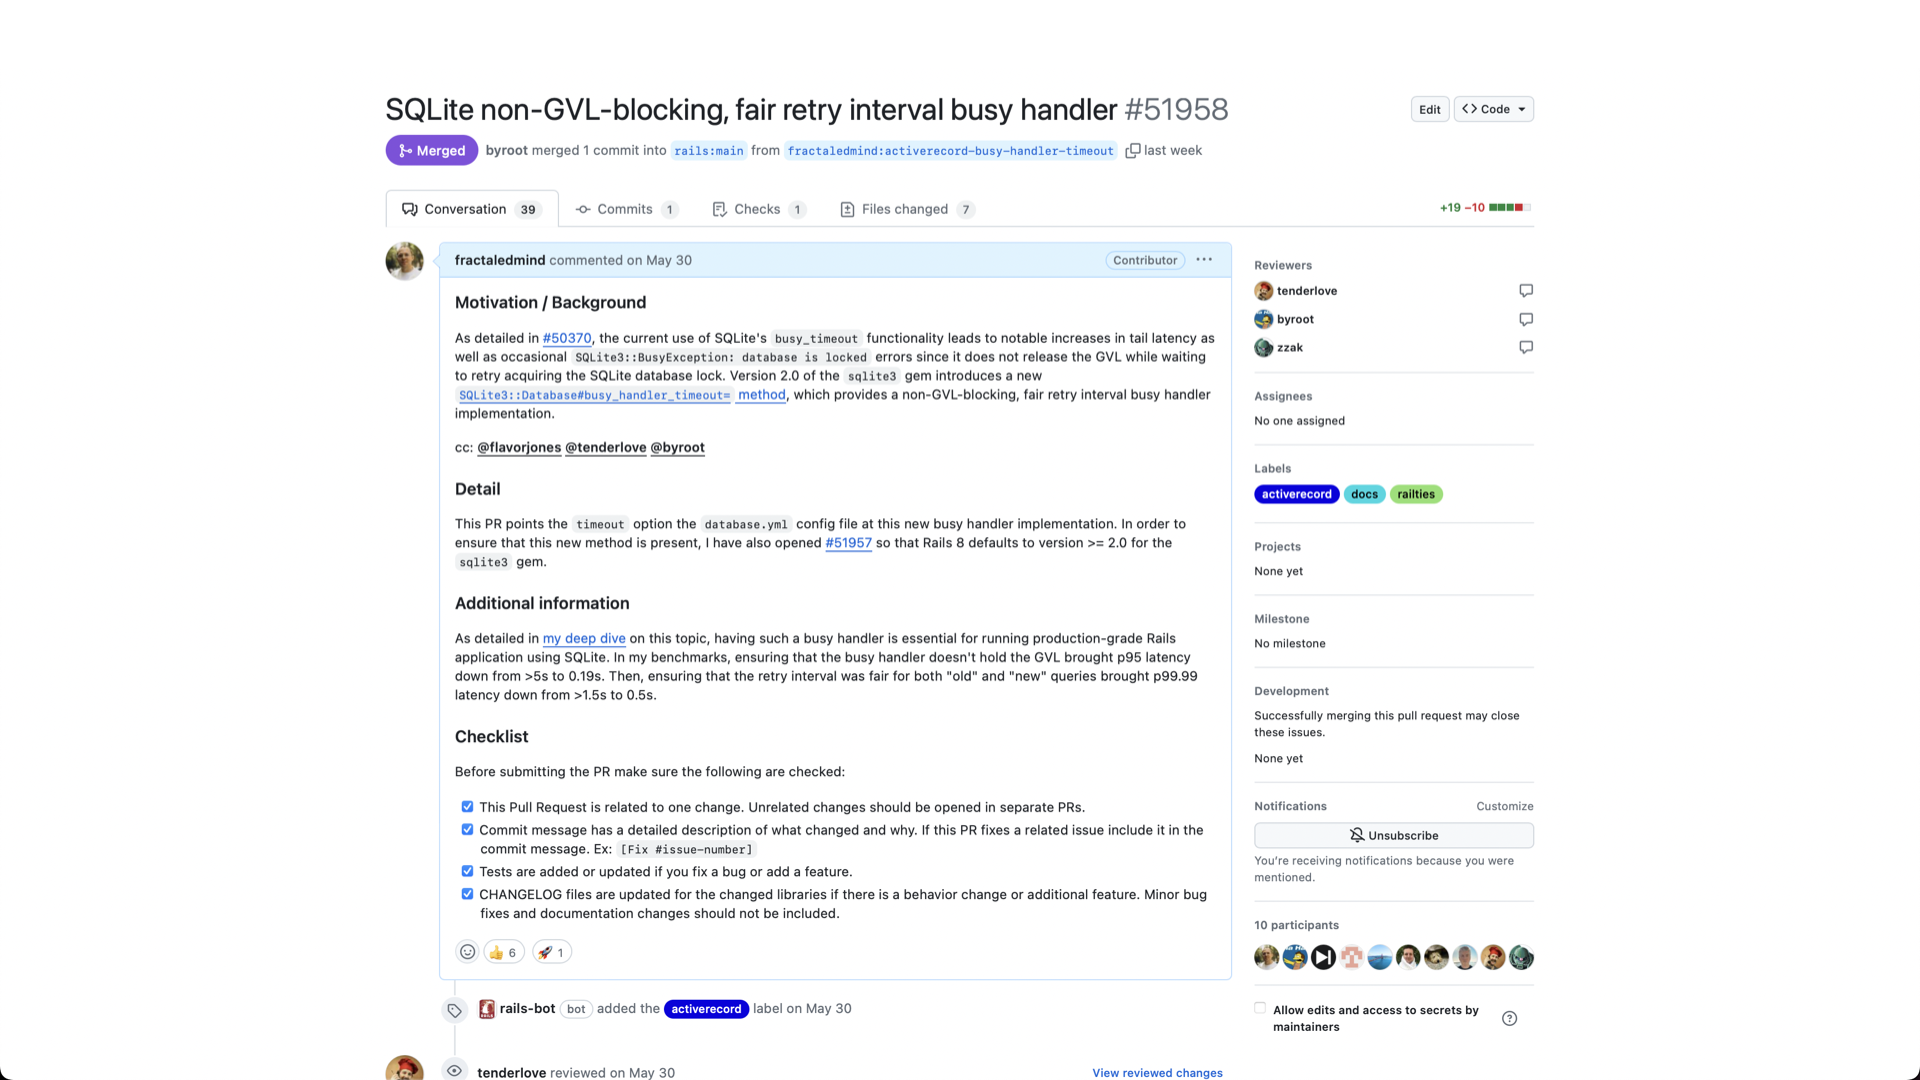 SQLite non-GVL-blocking, fair retry interval busy handler #51958
Edit
Code
Merged
byroot merged 1 commit into rails:main from fractaledmind:activerecord-busy-handler-timeout last week
Conversation 39
Commits 1
Checks 1
Files changed 7
+19 −10
fractaledmind commented on May 30
Contributor
Motivation / Background
As detailed in #50370, the current use of SQLite's busy_timeout functionality leads to notable increases in tail latency as
well as occasional SQLite3::BusyException: database is locked errors since it does not release the GVL while waiting
to retry acquiring the SQLite database lock. Version 2.0 of the sqlite3 gem introduces a new
SQLite3::Database#busy_handler_timeout= method, which provides a non-GVL-blocking, fair retry interval busy handler
implementation.
cc: @flavorjones @tenderlove @byroot
Detail
This PR points the timeout option the database.yml config file at this new busy handler implementation. In order to
ensure that this new method is present, I have also opened #51957 so that Rails 8 defaults to version >= 2.0 for the
sqlite3 gem.
Additional information
As detailed in my deep dive on this topic, having such a busy handler is essential for running production-grade Rails
application using SQLite. In my benchmarks, ensuring that the busy handler doesn't hold the GVL brought p95 latency
down from >5s to 0.19s. Then, ensuring that the retry interval was fair for both "old" and "new" queries brought p99.99
latency down from >1.5s to 0.5s.
Checklist
Before submitting the PR make sure the following are checked:
This Pull Request is related to one change. Unrelated changes should be opened in separate PRs.
Commit message has a detailed description of what changed and why. If this PR fixes a related issue include it in the
commit message. Ex: [Fix #issue-number]
Tests are added or updated if you fix a bug or add a feature.
CHANGELOG files are updated for the changed libraries if there is a behavior change or additional feature. Minor bug
fixes and documentation changes should not be included.
6
1
rails-bot bot added the activerecord label on May 30
tenderlove reviewed on May 30
View reviewed changes
Reviewers
tenderlove
byroot
zzak
Assignees
No one assigned
Labels
activerecord docs railties
Projects
None yet
Milestone
No milestone
Development
Successfully merging this pull request may close
these issues.
None yet
Notifications
Customize
Unsubscribe
You're receiving notifications because you were
mentioned.
10 participants
Allow edits and access to secrets by
maintainers